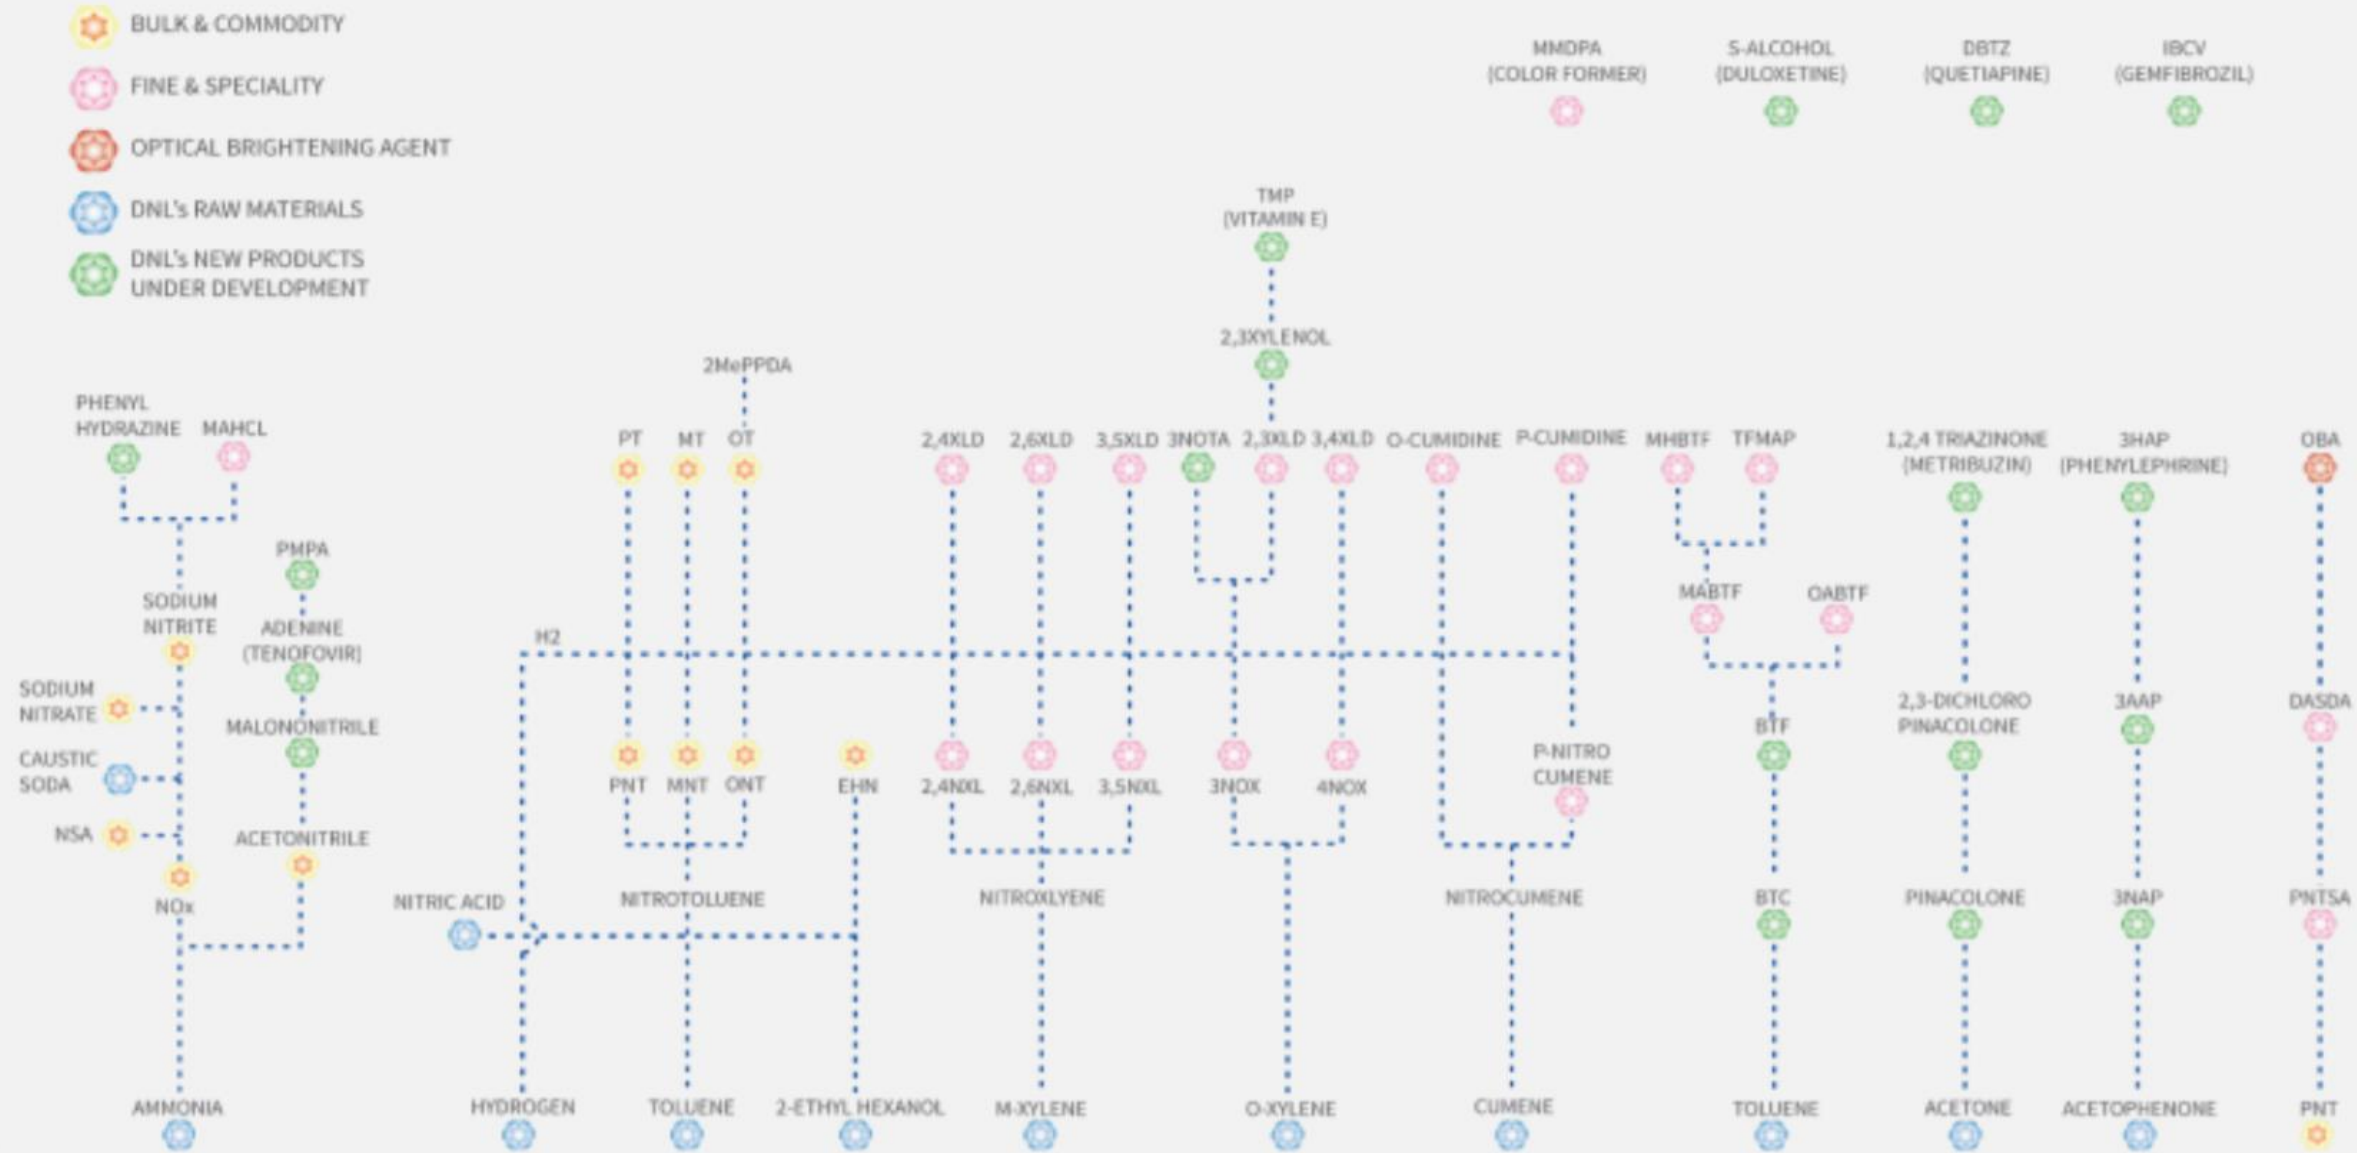 BULK & COMMODITY
FINE & SPECIALITY
OPTICAL BRIGHTENING AGENT
DNL's RAW MATERIALS
DNL's NEW PRODUCTS
UNDER DEVELOPMENT
MMDPA
(COLOR FORMER)
S-ALCOHOL
(DULOXETINE)
DBTZ
(QUETIAPINE)
IBCV
(GEMFIBROZIL)
TMP
(VITAMIN E)
2,3XYLENOL
2MePPDA
PHENYL
HYDRAZINE
MAHCL
PT
MT
OT
2,4XLD
2,6XLD
3,5XLD
3NOTA
2,3XLD
3,4XLD
O-CUMIDINE
P-CUMIDINE
MHBTF
TFMAP
1,2,4 TRIAZINONE
(METRIBUZIN)
3HAP
(PHENYLEPHRINE)
OBA
PMPA
SODIUM
NITRITE
ADENINE
(TENOFOVIR)
H2
MABTF
OABTF
SODIUM
NITRATE
MALONONITRILE
2,3-DICHLORO
PINACOLONE
3AAP
DASDA
BTF
CAUSTIC
SODA
P-NITRO
CUMENE
PNT
MNT
ONT
EHN
2,4NXL
2,6NXL
3,5NXL
3NOX
4NOX
NSA
ACETONITRILE
NOx
NITRIC ACID
NITROTOLUENE
NITROXLYENE
NITROCUMENE
BTC
PINACOLONE
3NAP
PNTSA
AMMONIA
HYDROGEN
TOLUENE
2-ETHYL HEXANOL
M-XYLENE
O-XYLENE
CUMENE
TOLUENE
ACETONE
ACETOPHENONE
PNT